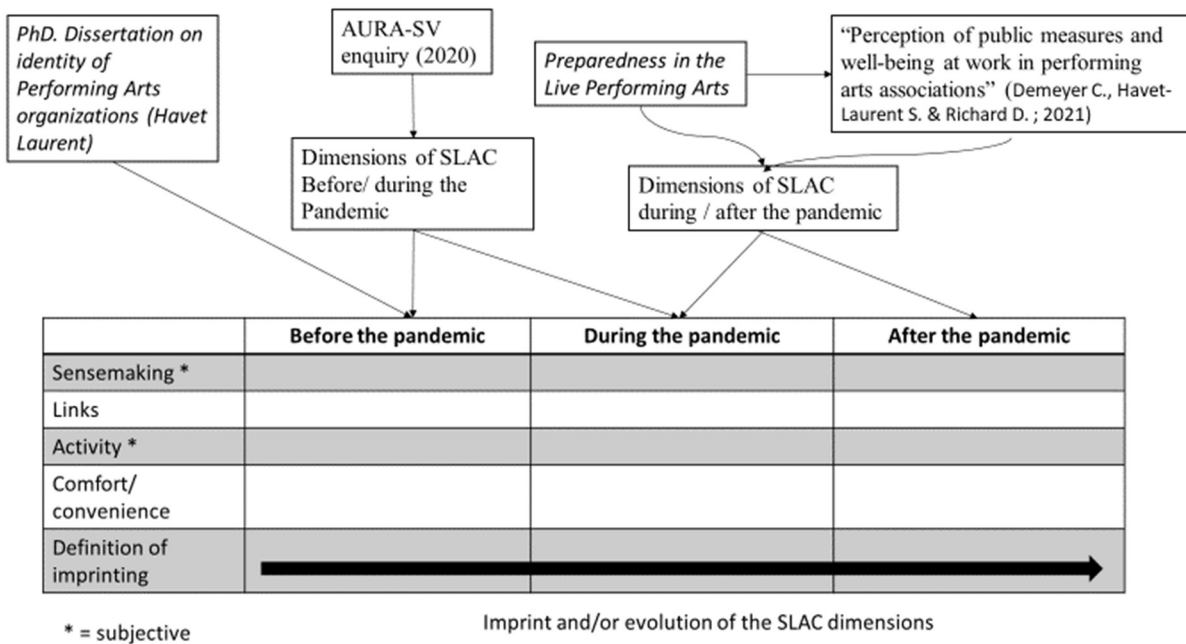 PhD. Dissertation on
identity of
Performing Arts
organizations (Havet
Laurent)
AURA-SV
enquiry (2020)
Preparedness in the
Live Performing Arts
“Perception of public measures and
well-being at work in performing
arts associations” (Demeyer C., Havet-
Laurent S. & Richard D. ; 2021)
Dimensions of SLAC
Before/ during the
Pandemic
Dimensions of SLAC
during / after the pandemic
Before the pandemic During the pandemic After the pandemic
Sensemaking *
Links
Activity *
Comfort/
convenience
Definition of
imprinting
* = subjective
Imprint and/or evolution of the SLAC dimensions